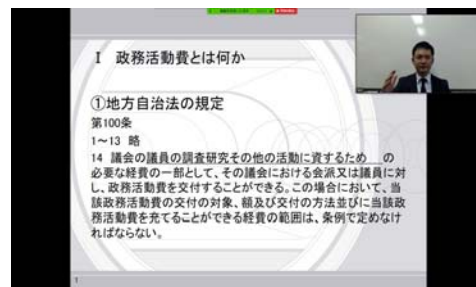 Ⅰ 政務活動費とは何か
①地方自治法の規定
第100条
1~13 略
14 議会の議員の調査研究その他の活動に資するため の
必要な経費の一部として、その議会における会派又は議員に対
し、政務活動費を交付することができる。この場合において、当
該政務活動費の交付の対象、額及び交付の方法並びに当該政
務活動費を充てることができる経費の範囲は、条例で定めなけ
ればならない。
1